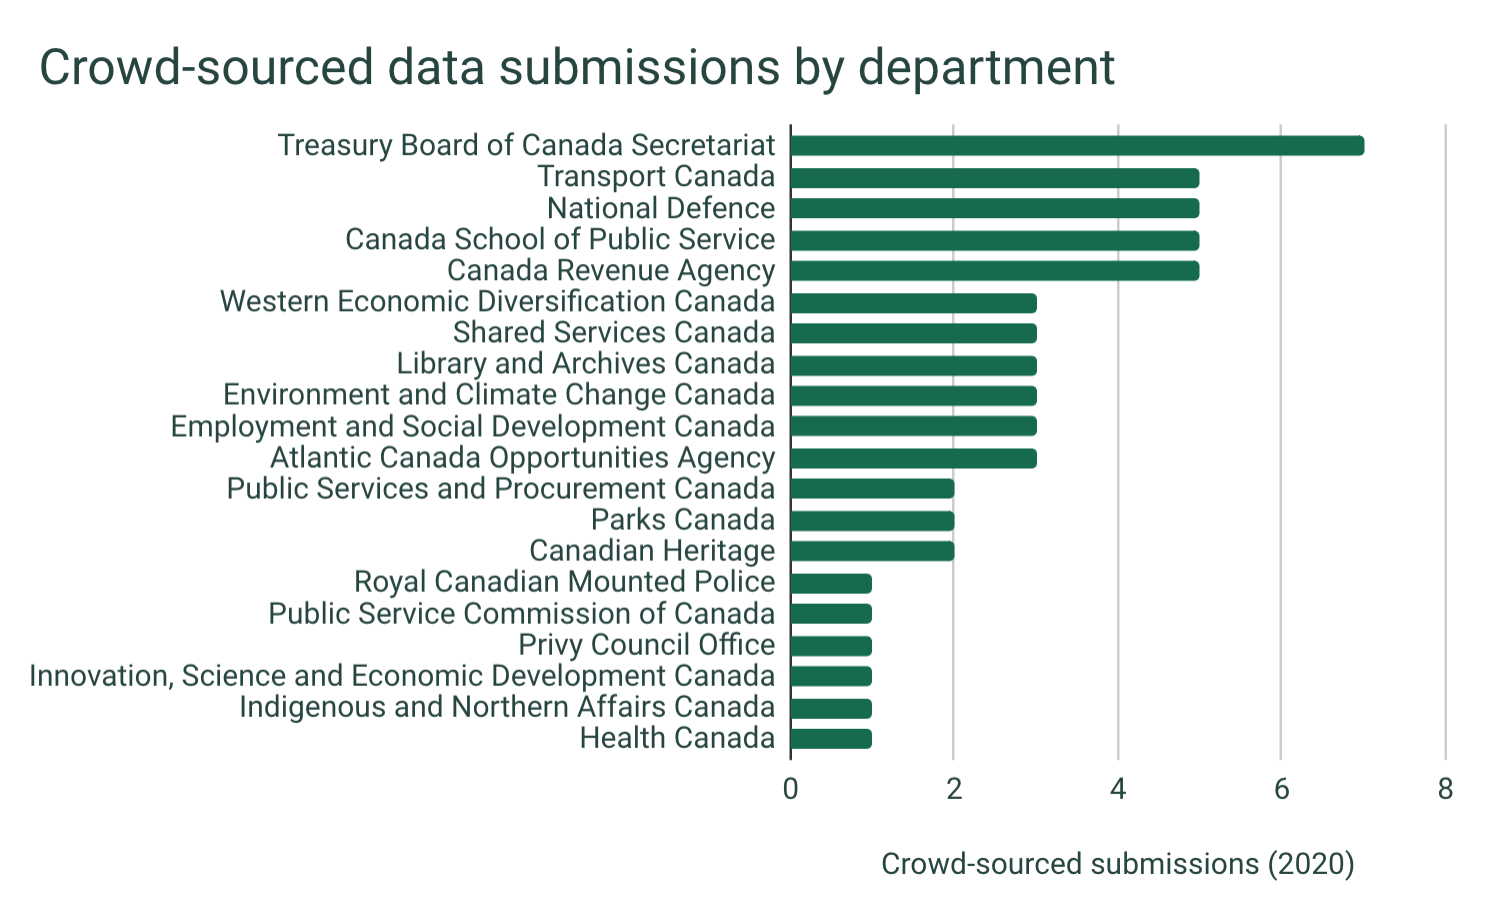 Crowd-sourced data submissions by department
Treasury Board of Canada Secretariat
Transport Canada
National Defence
Canada School of Public Service
Canada Revenue Agency
Western Economic Diversification Canada
Shared Services Canada
Library and Archives Canada
Environment and Climate Change Canada
Employment and Social Development Canada
Atlantic Canada Opportunities Agency
Public Services and Procurement Canada
Parks Canada
Canadian Heritage
Royal Canadian Mounted Police
Public Service Commission of Canada
Privy Council Office
Innovation, Science and Economic Development Canada
Indigenous and Northern Affairs Canada
Health Canada
0 2 4 6 8
Crowd-sourced submissions (2020)